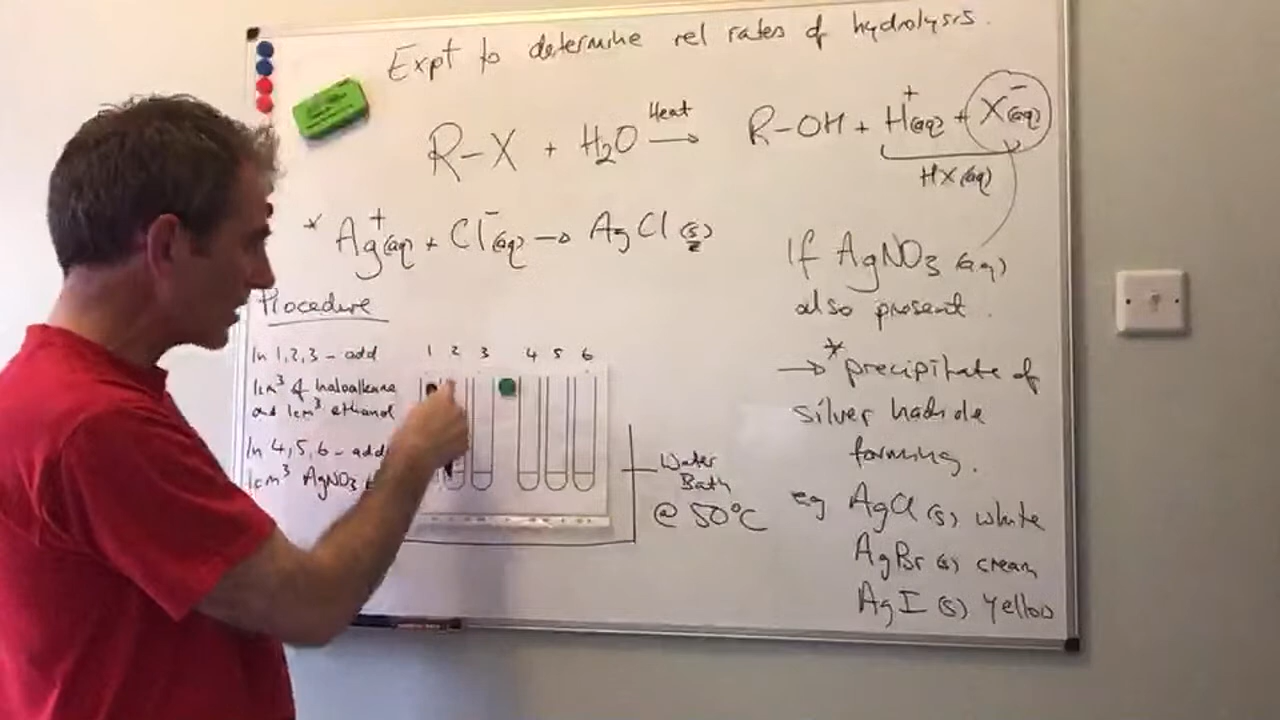 Expt to determine rel rates of hydrolysis.
R-X + H2O Heat → R-OH + H+(aq) + X-(aq)
HX(aq)
* Ag+(aq) + Cl-(aq) → AgCl(s)
If AgNO3(aq)
also present.
→ *precipitate of
silver halide
forming.
eg AgCl(s) white
AgBr(s) cream
AgI(s) Yellow
Procedure
In 1,2,3 - add
1cm3 of haloalkane
and 1cm3 ethanol
In 4,5,6 - add
1cm3 AgNO3
1 2 3 4 5 6
Water
Bath
@ 50°C